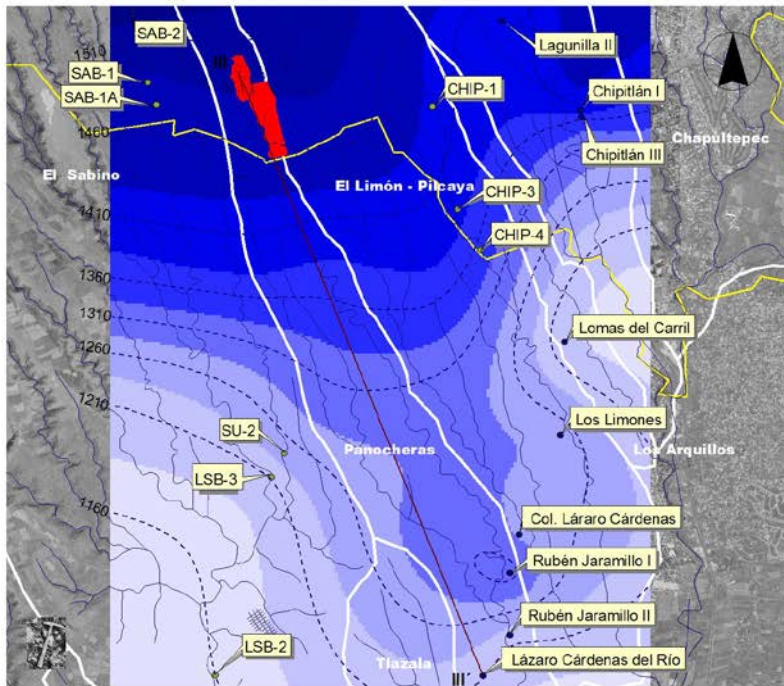 SAB-2
Lagunilla II
1510
SAB-1
SAB-1A
CHIP-1
Chipitlán I
1460
Chipitlán III
Chapultepec
El Sabino
El Limón - Pilcaya
CHIP-3
1410
CHIP-4
1360
1310
Lomas del Carril
1260
1210
Los Limones
SU-2
Panocheras
Los Arquillos
LSB-3
1160
Col. Láraro Cárdenas
Rubén Jaramillo I
Rubén Jaramillo II
LSB-2
Tlazala
Lázaro Cárdenas del Río
III'